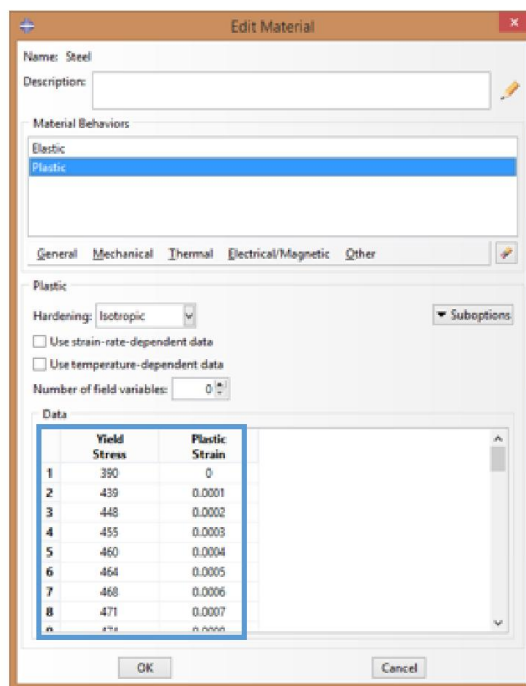 Edit Material
x
Name: Steel
Description:
Material Behaviors
Elastic
Plastic
General Mechanical Thermal Electrical/Magnetic Other
Plastic
Hardening: Isotropic
Suboptions
Use strain-rate-dependent data
Use temperature-dependent data
Number of field variables: 0
Data
Yield Stress Plastic Strain
1 390 0
2 439 0.0001
3 448 0.0002
4 455 0.0003
5 460 0.0004
6 464 0.0005
7 468 0.0006
8 471 0.0007
OK Cancel